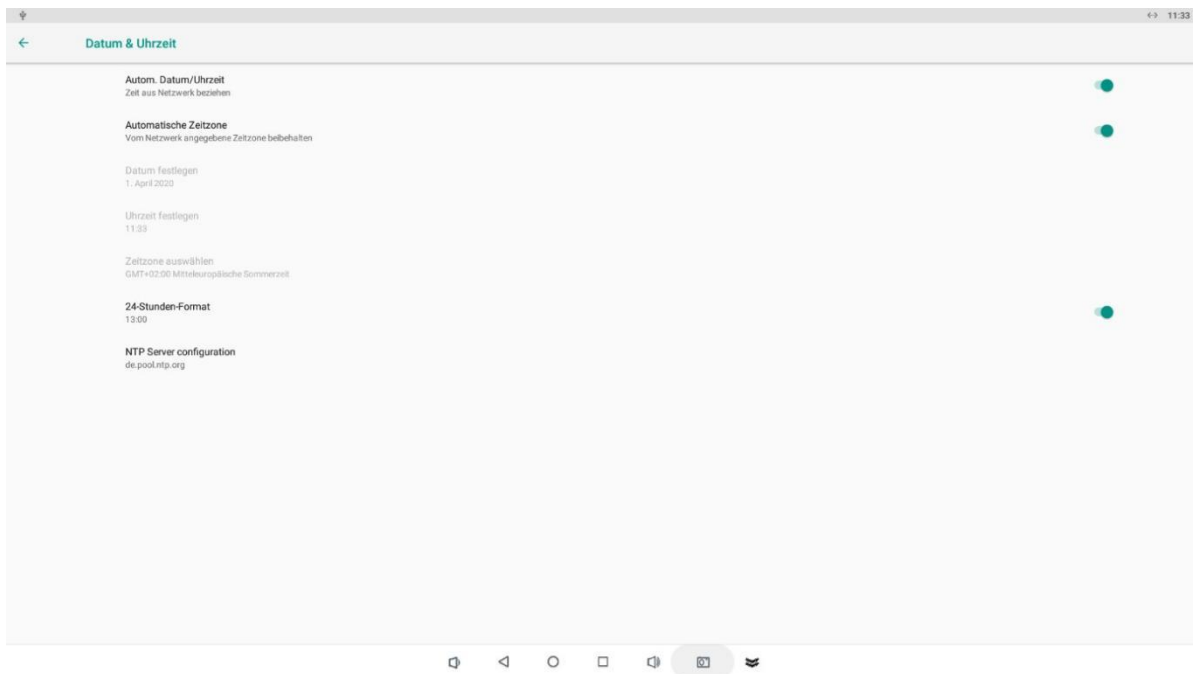 11:33
Datum & Uhrzeit
Autom. Datum/Uhrzeit
Zeit aus Netzwerk beziehen
Automatische Zeitzone
Vom Netzwerk angegebene Zeitzone beibehalten
Datum festlegen
1. April 2020
Uhrzeit festlegen
11:33
Zeitzone auswählen
GMT+02:00 Mitteleuropäische Sommerzeit
24-Stunden-Format
13:00
NTP Server configuration
de.pool.ntp.org